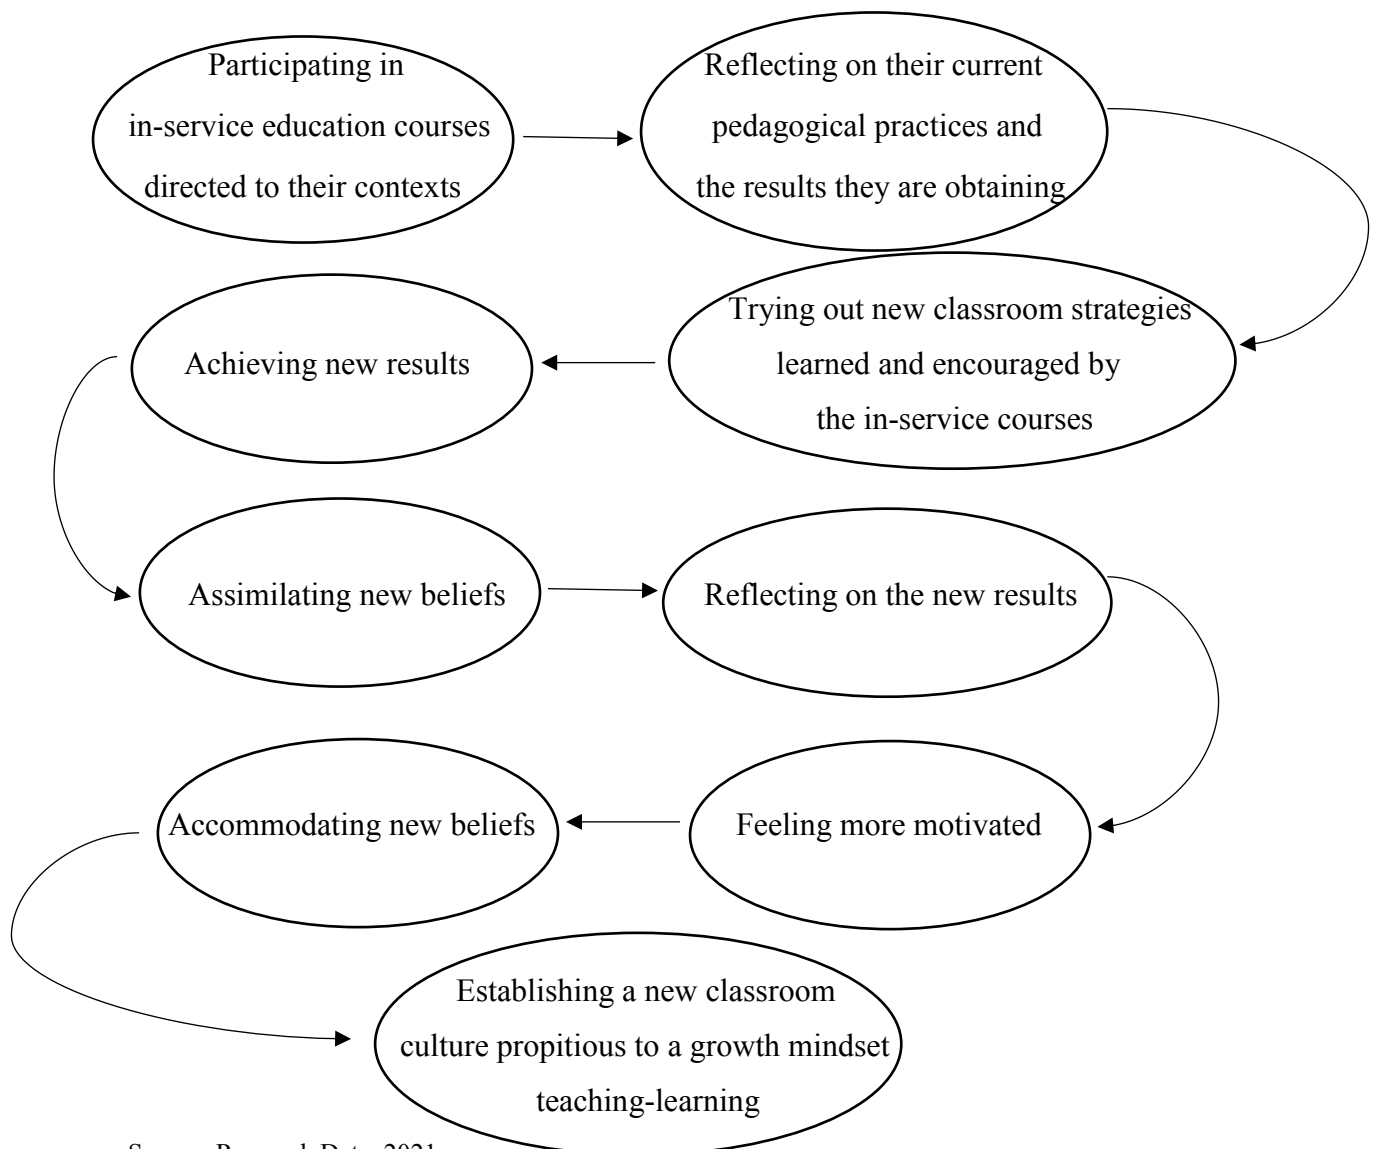 Participating in
in-service education courses
directed to their contexts
Reflecting on their current
pedagogical practices and
the results they are obtaining
Trying out new classroom strategies
learned and encouraged by
the in-service courses
Achieving new results
Assimilating new beliefs
Reflecting on the new results
Feeling more motivated
Accommodating new beliefs
Establishing a new classroom
culture propitious to a growth mindset
teaching-learning